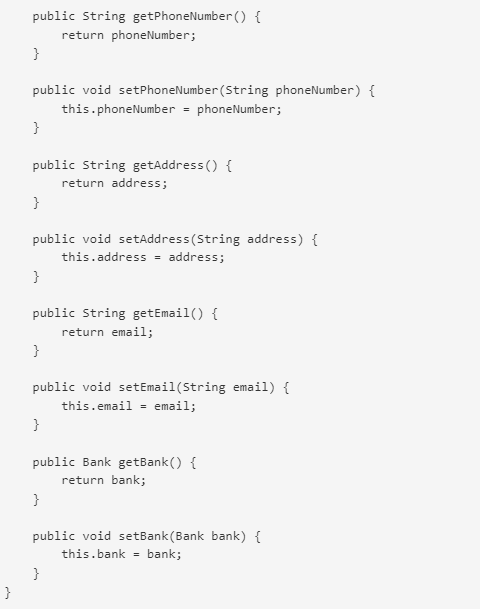 public String getPhoneNumber() {
        return phoneNumber;
    }

    public void setPhoneNumber(String phoneNumber) {
        this.phoneNumber = phoneNumber;
    }

    public String getAddress() {
        return address;
    }

    public void setAddress(String address) {
        this.address = address;
    }

    public String getEmail() {
        return email;
    }

    public void setEmail(String email) {
        this.email = email;
    }

    public Bank getBank() {
        return bank;
    }

    public void setBank(Bank bank) {
        this.bank = bank;
    }
}